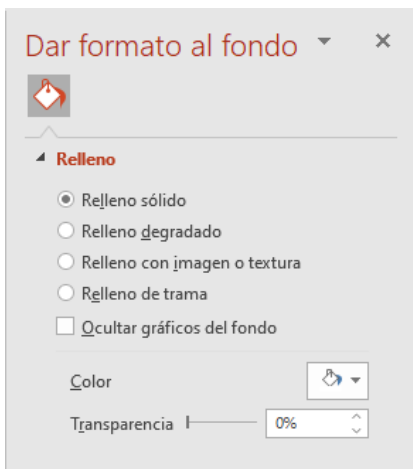 Dar formato al fondo
Relleno
Relleno sólido
Relleno degradado
Relleno con imagen o textura
Relleno de trama
Ocultar gráficos del fondo
Color
Transparencia 0%